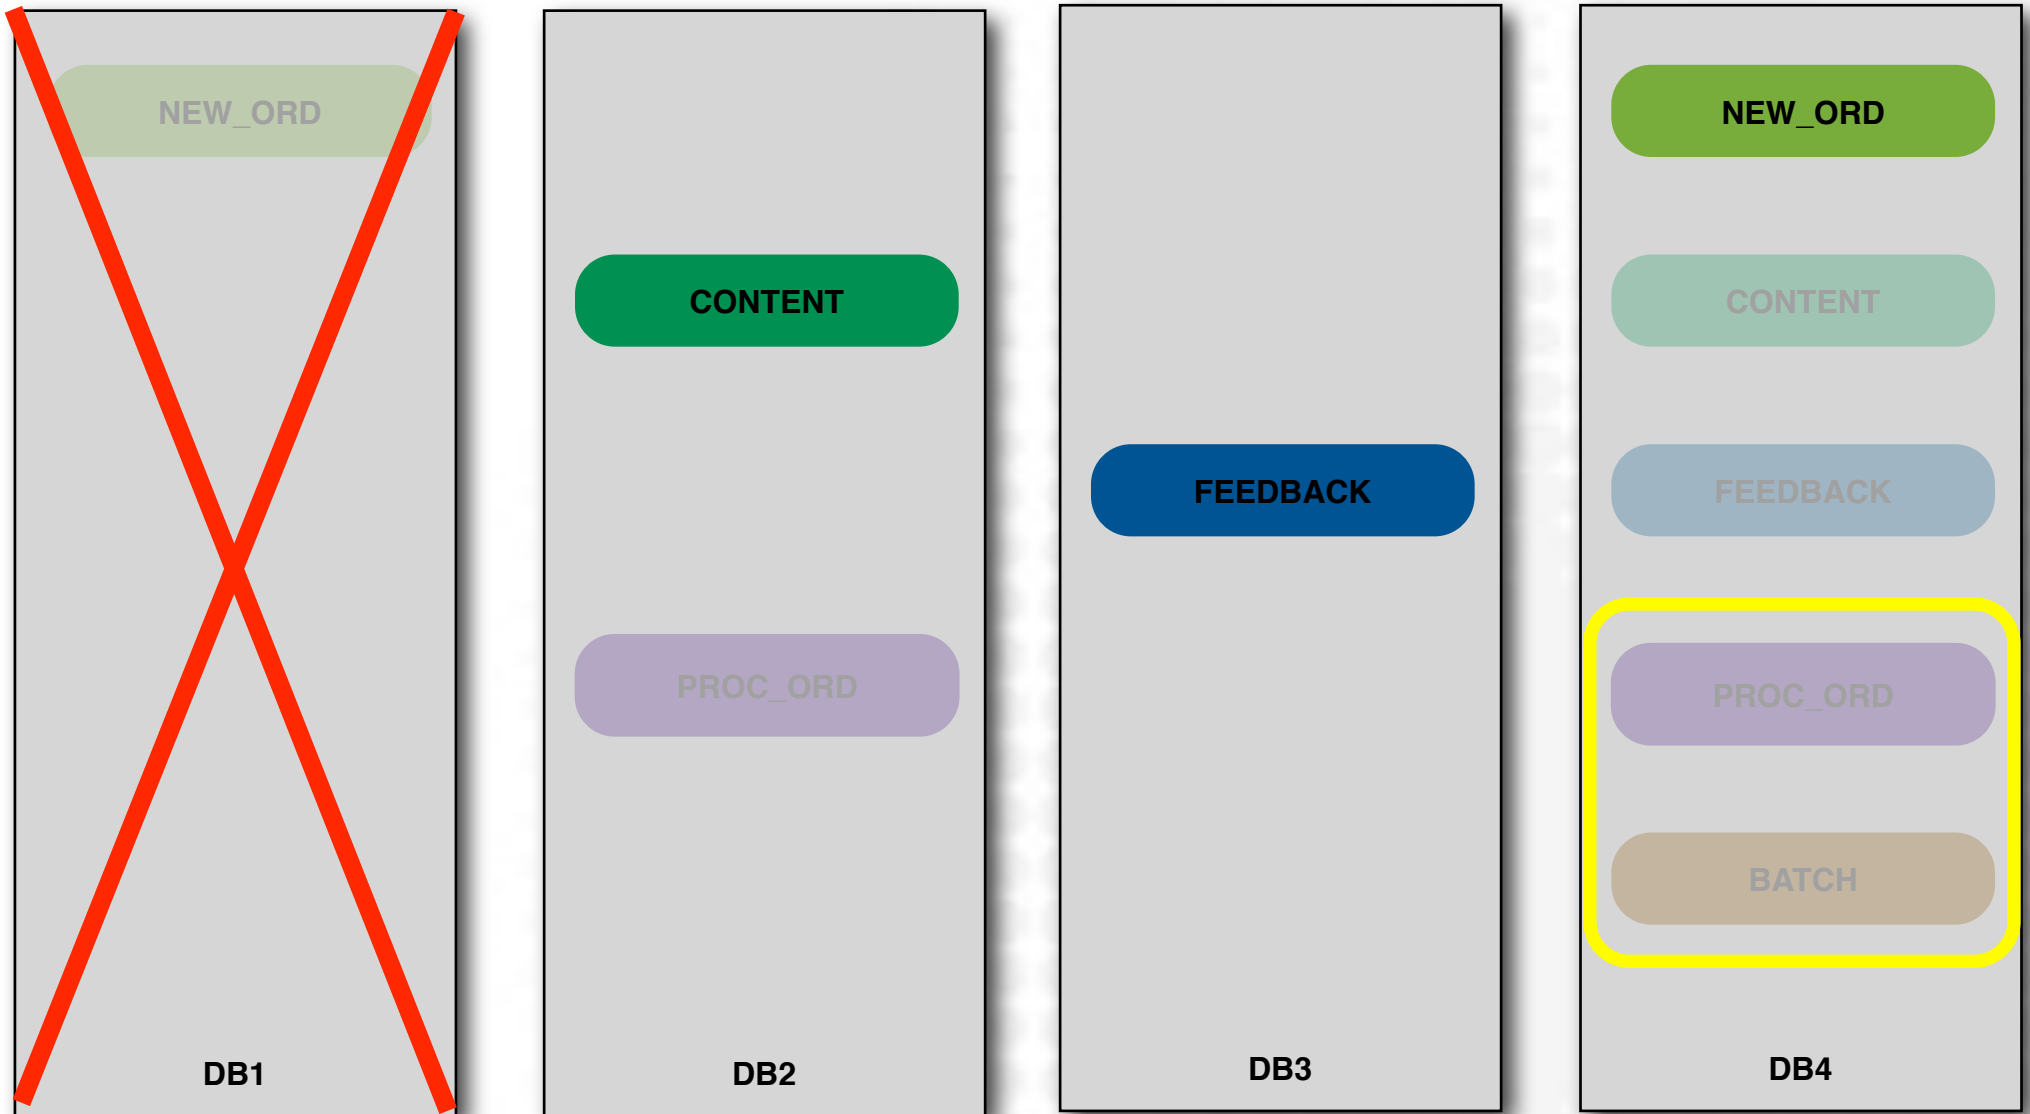 NEW_ORD
DB1
CONTENT
PROC_ORD
DB2
FEEDBACK
DB3
NEW_ORD
CONTENT
FEEDBACK
PROC_ORD
BATCH
DB4